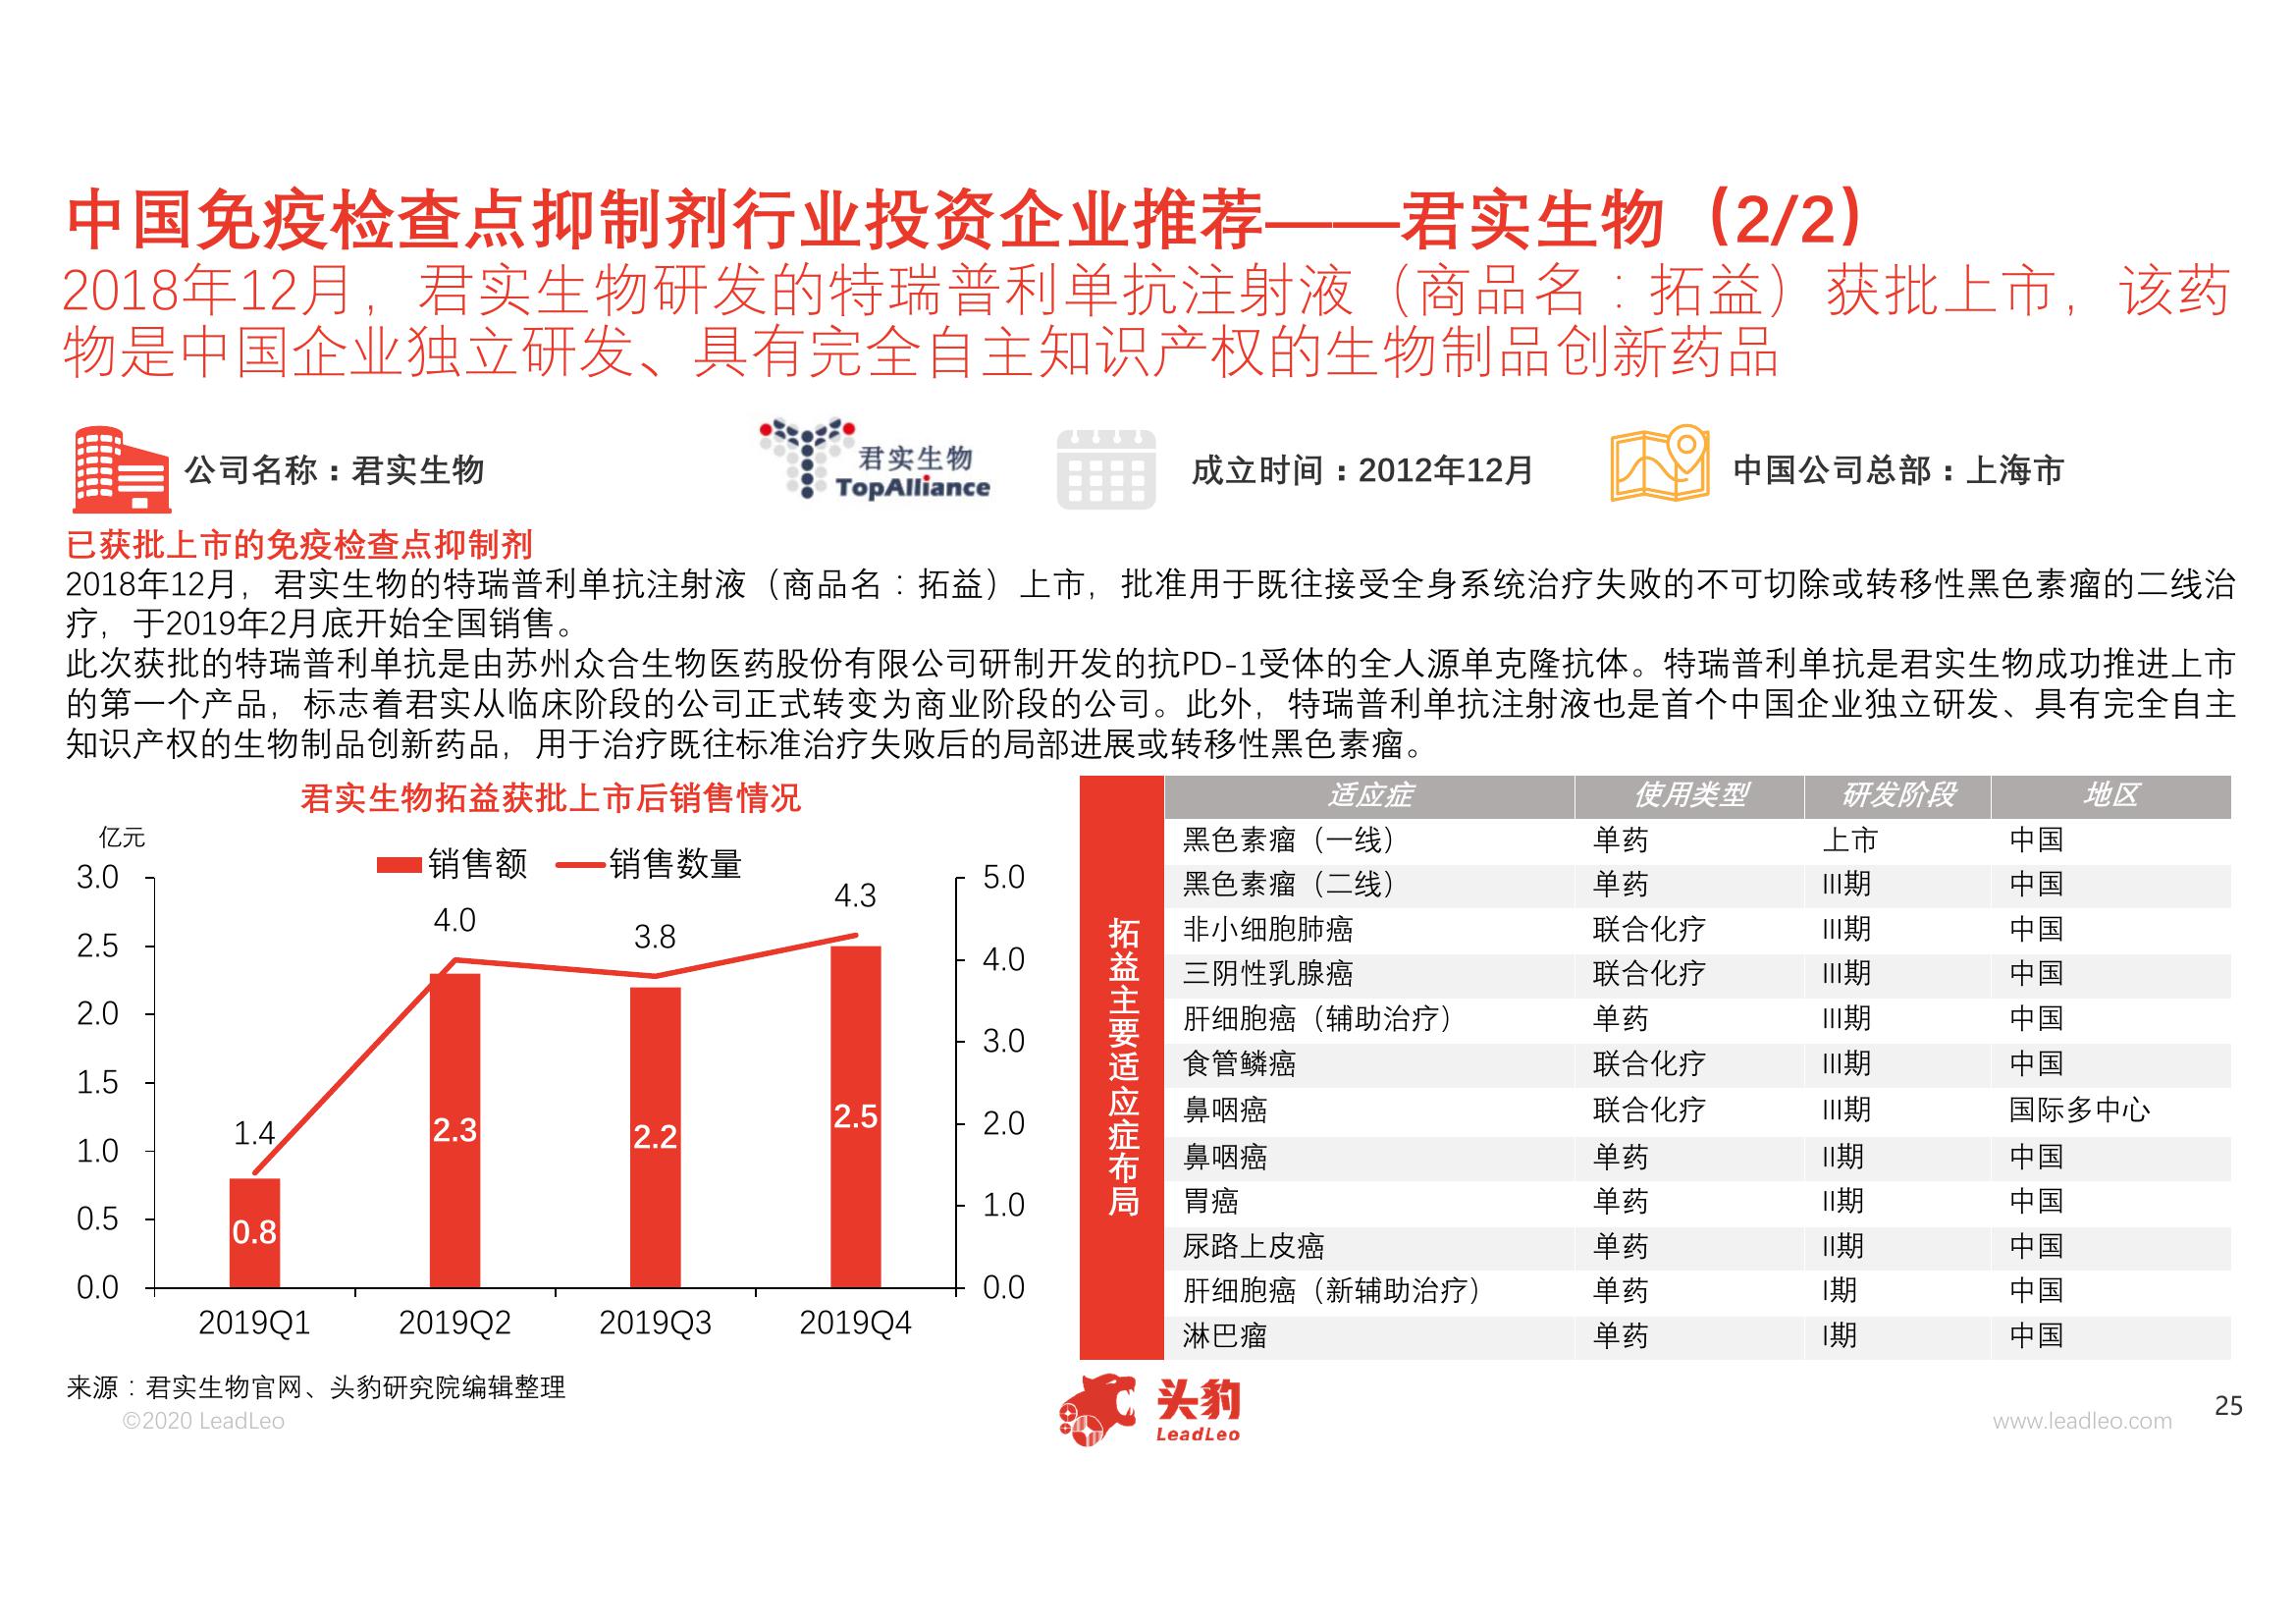 中国免疫检查点抑制剂行业投资企业推荐——君实生物（2/2）
2018年12月，君实生物研发的特瑞普利单抗注射液（商品名：拓益）获批上市，该药
物是中国企业独立研发、具有完全自主知识产权的生物制品创新药品
公司名称：君实生物
君实生物
TopAlliance
成立时间：2012年12月
中国公司总部：上海市
已获批上市的免疫检查点抑制剂
2018年12月，君实生物的特瑞普利单抗注射液（商品名：拓益）上市，批准用于既往接受全身系统治疗失败的不可切除或转移性黑色素瘤的二线治
疗，于2019年2月底开始全国销售。
此次获批的特瑞普利单抗是由苏州众合生物医药股份有限公司研制开发的抗PD-1受体的全人源单克隆抗体。特瑞普利单抗是君实生物成功推进上市
的第一个产品，标志着君实从临床阶段的公司正式转变为商业阶段的公司。此外，特瑞普利单抗注射液也是首个中国企业独立研发、具有完全自主
知识产权的生物制品创新药品，用于治疗既往标准治疗失败后的局部进展或转移性黑色素瘤。
君实生物拓益获批上市后销售情况
亿元
销售额 销售数量
3.0
2.5
2.0
1.5
1.0
0.5
0.0
1.4
4.0
3.8
4.3
0.8
2.3
2.2
2.5
5.0
4.0
3.0
2.0
1.0
0.0
2019Q1 2019Q2 2019Q3 2019Q4
拓益主要适应症布局
适应症 使用类型 研发阶段 地区
黑色素瘤（一线） 单药 上市 中国
黑色素瘤（二线） 单药 III期 中国
非小细胞肺癌 联合化疗 III期 中国
三阴性乳腺癌 联合化疗 III期 中国
肝细胞癌（辅助治疗） 单药 III期 中国
食管鳞癌 联合化疗 III期 中国
鼻咽癌 联合化疗 III期 国际多中心
鼻咽癌 单药 II期 中国
胃癌 单药 II期 中国
尿路上皮癌 单药 II期 中国
肝细胞癌（新辅助治疗） 单药 I期 中国
淋巴瘤 单药 I期 中国
来源：君实生物官网、头豹研究院编辑整理
©2020 LeadLeo
头豹
LeadLeo
www.leadleo.com
25